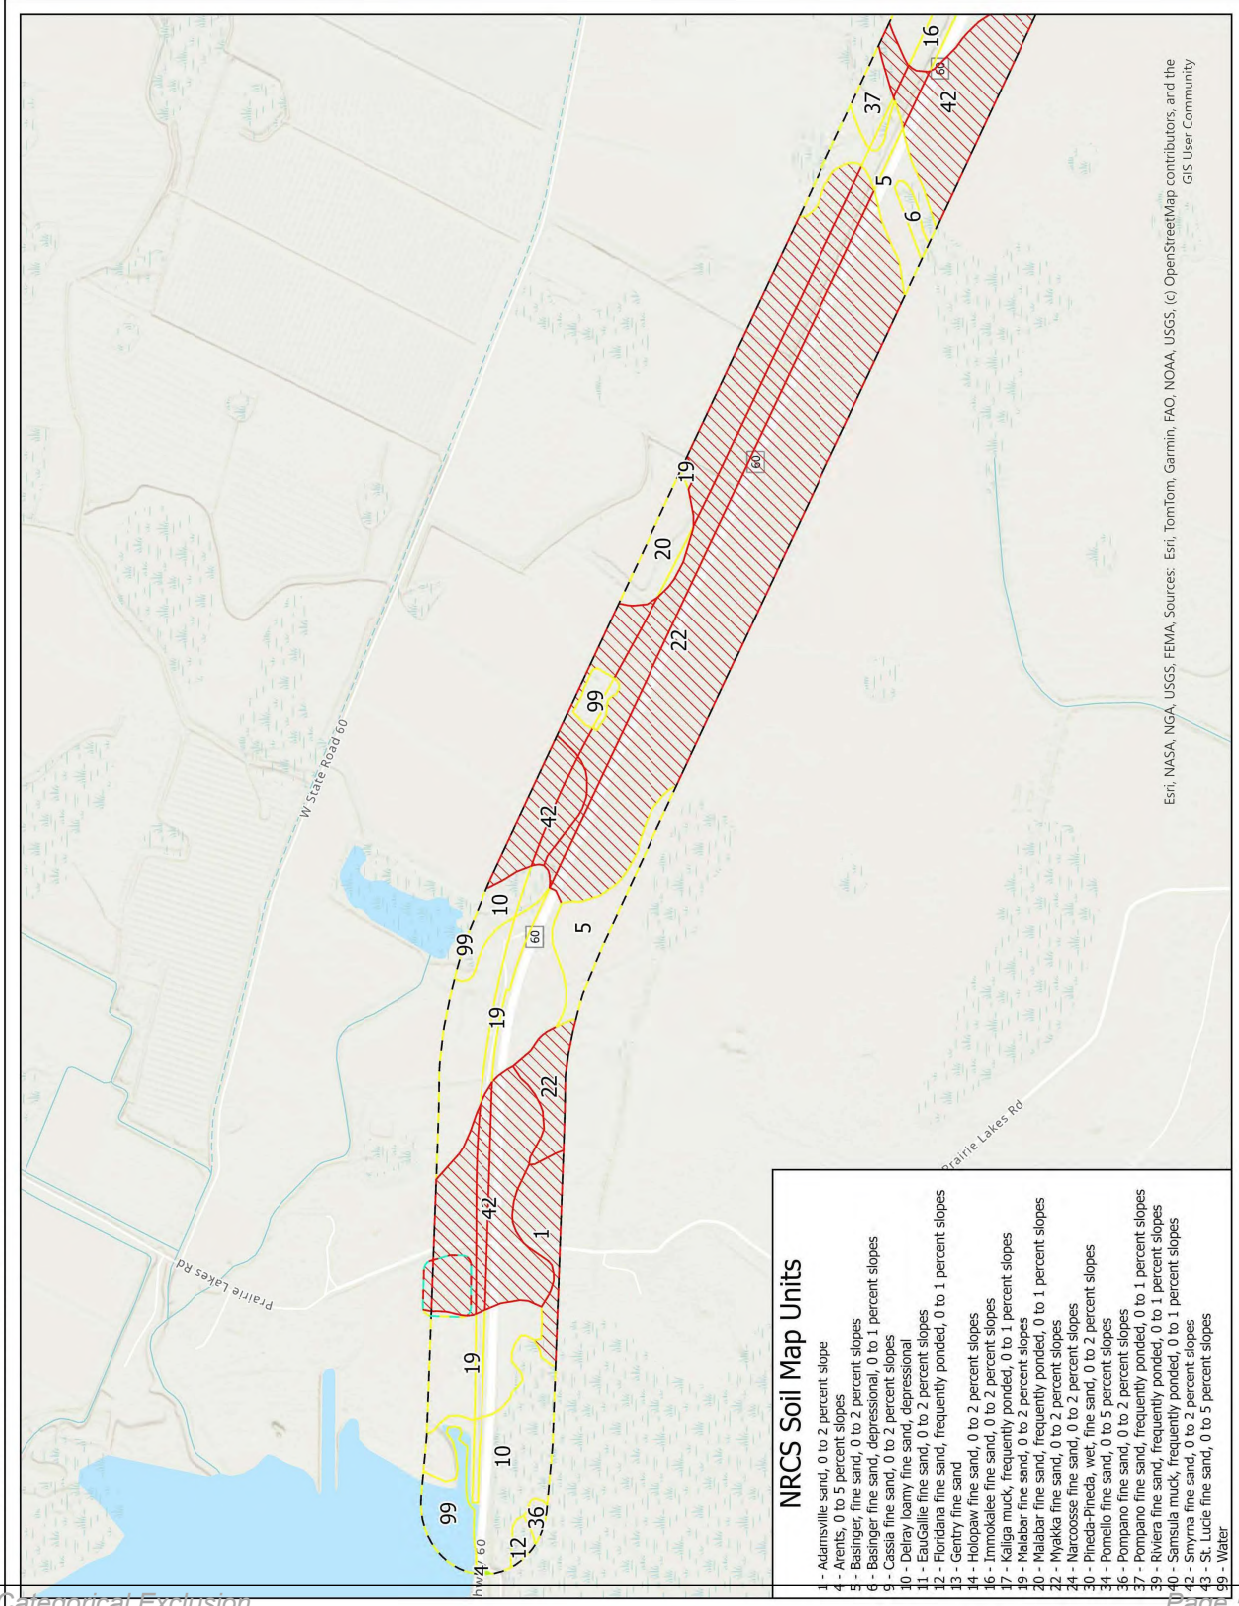 16
60
37
42
5
6
Esri, NASA, NGA, USGS, FEMA, Sources: Esri, TomTom, Garmin, FAO, NOAA, USGS, (c) OpenStreetMap contributors, and the
GIS User Community
19
60
20
22
99
W State Road 60
42
10
99
60
5
19
22
Prairie Lakes Rd
42
1
Prairie Lakes Rd
19
10
99
36
12
4
hwy 60
NRCS Soil Map Units
1 - Adamsville sand, 0 to 2 percent slope
4 - Arents, 0 to 5 percent slopes
5 - Basinger, fine sand, 0 to 2 percent slopes
6 - Basinger fine sand, depressional, 0 to 1 percent slopes
9 - Cassia fine sand, 0 to 2 percent slopes
10 - Delray loamy fine sand, depressional
11 - EauGallie fine sand, 0 to 2 percent slopes
12 - Floridana fine sand, frequently ponded, 0 to 1 percent slopes
13 - Gentry fine sand
14 - Holopaw fine sand, 0 to 2 percent slopes
16 - Immokalee fine sand, 0 to 2 percent slopes
17 - Kaliga muck, frequently ponded, 0 to 1 percent slopes
19 - Malabar fine sand, 0 to 2 percent slopes
20 - Malabar fine sand, frequently ponded, 0 to 1 percent slopes
22 - Myakka fine sand, 0 to 2 percent slopes
24 - Narcoosse fine sand, 0 to 2 percent slopes
30 - Pineda-Pineda, wet, fine sand, 0 to 2 percent slopes
34 - Pomello fine sand, 0 to 5 percent slopes
36 - Pompano fine sand, 0 to 2 percent slopes
37 - Pompano fine sand, frequently ponded, 0 to 1 percent slopes
39 - Riviera fine sand, frequently ponded, 0 to 1 percent slopes
40 - Samsula muck, frequently ponded, 0 to 1 percent slopes
42 - Smyrna fine sand, 0 to 2 percent slopes
43 - St. Lucie fine sand, 0 to 5 percent slopes
99 - Water
Categorical Exclusion
Page